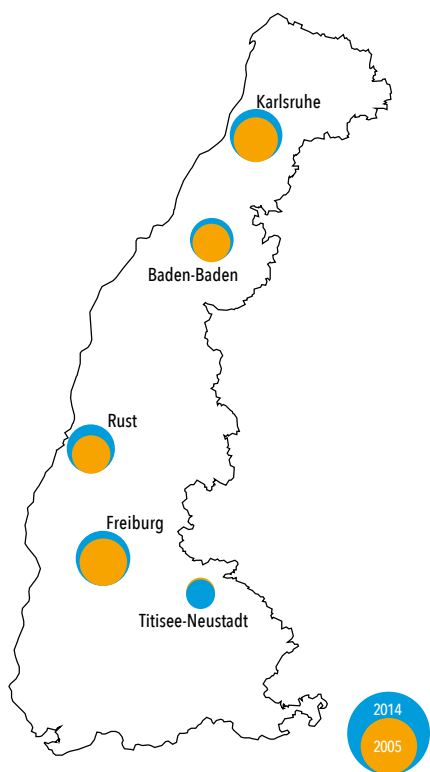 Karlsruhe
Baden-Baden
Rust
Freiburg
Titisee-Neustadt
2014
2005